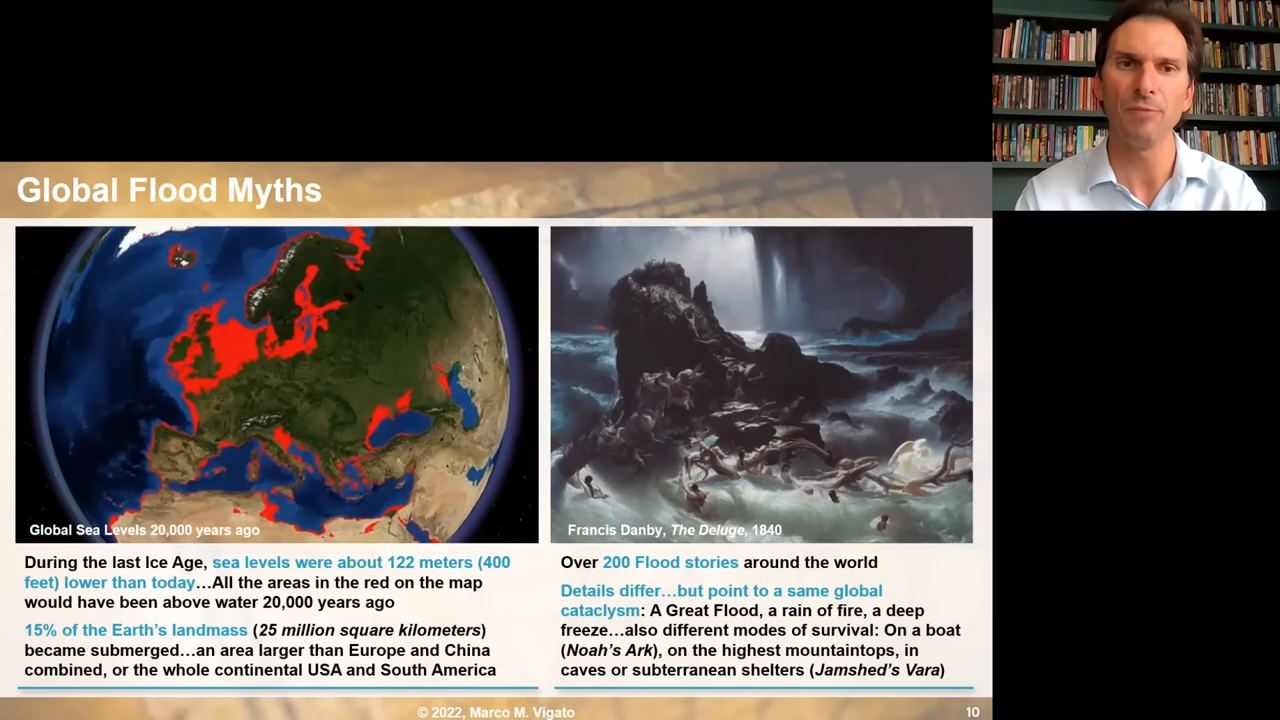 Global Flood Myths
Global Sea Levels 20,000 years ago
During the last Ice Age, sea levels were about 122 meters (400
feet) lower than today…All the areas in the red on the map
would have been above water 20,000 years ago
15% of the Earth's landmass (25 million square kilometers)
became submerged…an area larger than Europe and China
combined, or the whole continental USA and South America
Francis Danby, The Deluge, 1840
Over 200 Flood stories around the world
Details differ…but point to a same global
cataclysm: A Great Flood, a rain of fire, a deep
freeze…also different modes of survival: On a boat
(Noah's Ark), on the highest mountaintops, in
caves or subterranean shelters (Jamshed's Vara)
© 2022, Marco M. Vigato
10